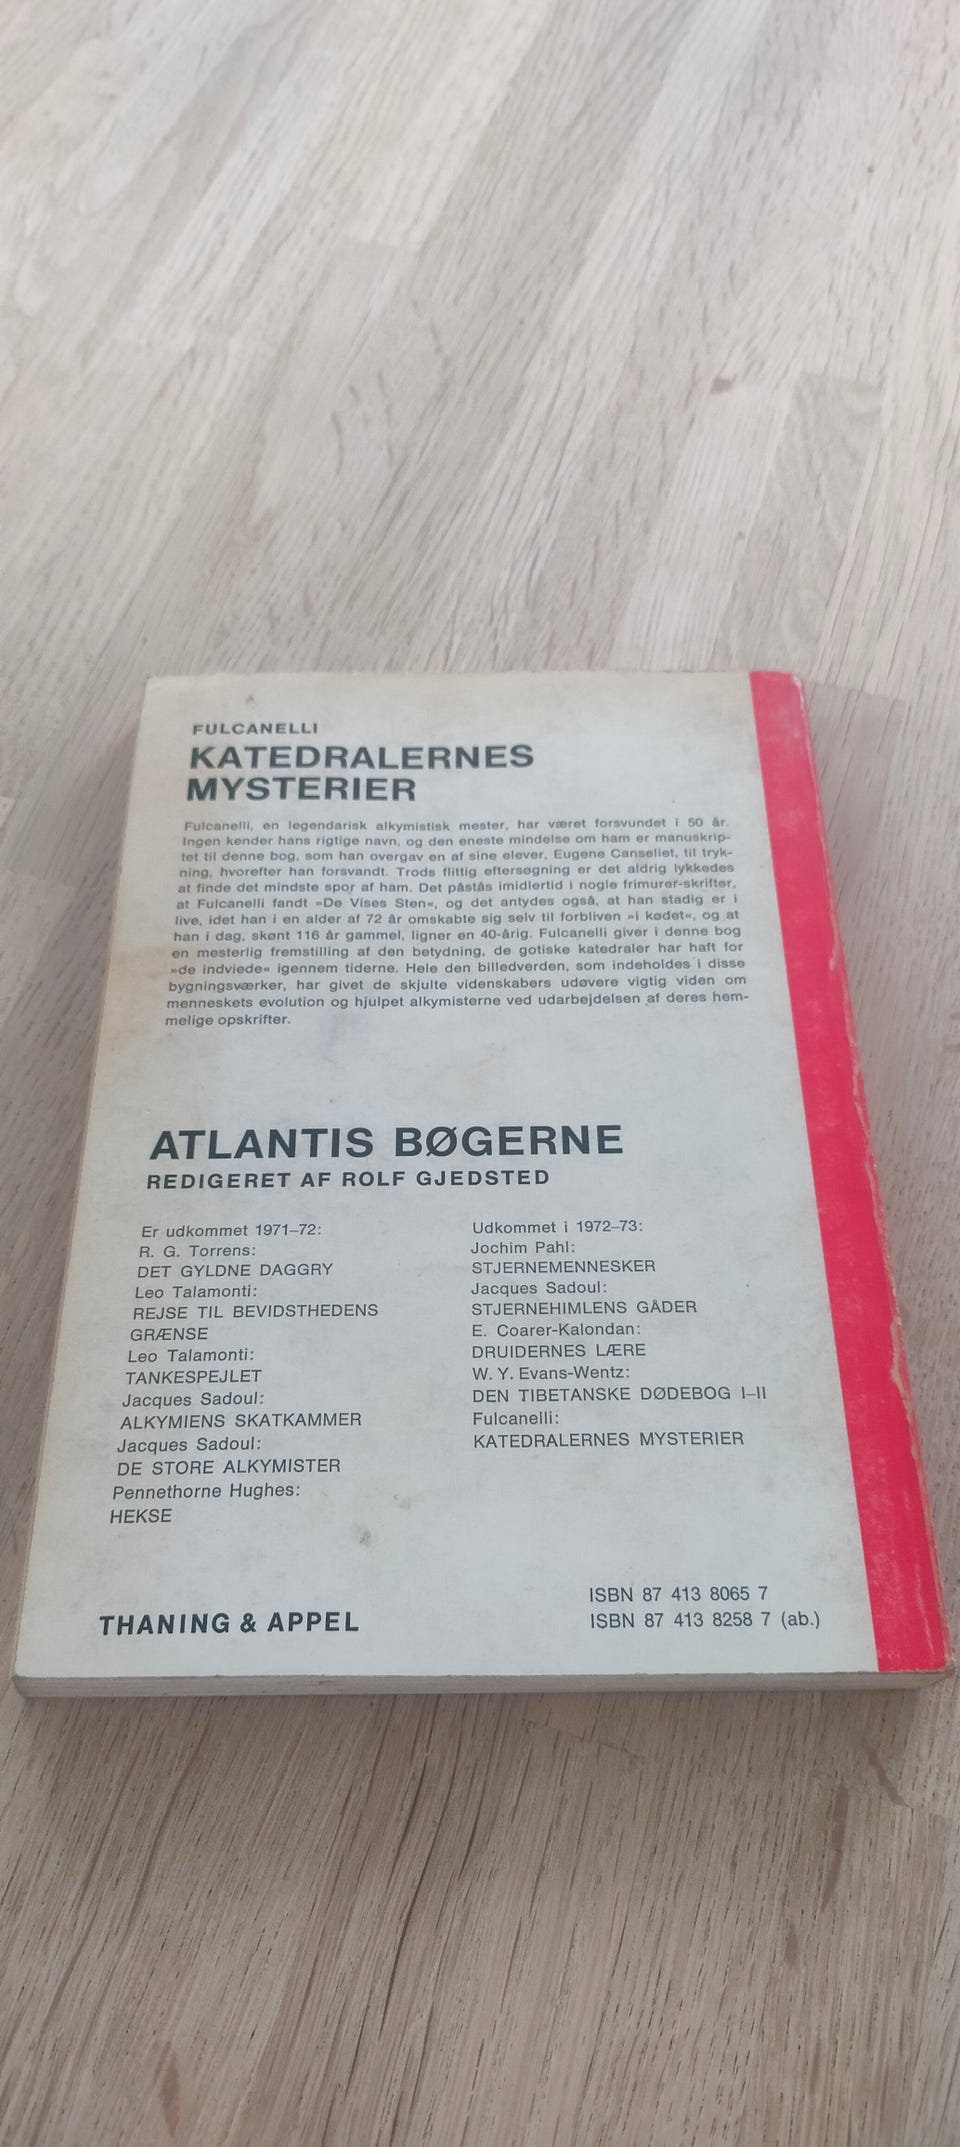 FULCANELLI
KATEDRALERNES
MYSTERIER
Fulcanelli, en legendarisk alkymistisk mester, har været forsvundet i 50 år.
Ingen kender hans rigtige navn, og den eneste mindelse om ham er manuskrip-
tet til denne bog, som han overgav en af sine elever, Eugene Canseliet, til tryk-
ning, hvorefter han forsvandt. Trods flittig eftersøgning er det aldrig lykkedes
at finde det mindste spor af ham. Det påstås imidlertid i nogle frimurer-skrifter,
at Fulcanelli fandt »De Vises Sten«, og det antydes også, at han stadig er i
live, idet han i en alder af 72 år omskabte sig selv til forbliven »i kødet«, og at
han i dag, skønt 116 år gammel, ligner en 40-årig. Fulcanelli giver i denne bog
en mesterlig fremstilling af den betydning, de gotiske katedraler har haft for
»de indviede« igennem tiderne. Hele den billedverden, som indeholdes i disse
bygningsværker, har givet de skjulte videnskabers udøvere vigtig viden om
menneskets evolution og hjulpet alkymisterne ved udarbejdelsen af deres hem-
melige opskrifter.
ATLANTIS BØGERNE
REDIGERET AF ROLF GJEDSTED
Er udkommet 1971–72:
R. G. Torrens:
DET GYLDNE DAGGRY
Leo Talamonti:
REJSE TIL BEVIDSTHEDENS
GRÆNSE
Leo Talamonti:
TANKESPEJLET
Jacques Sadoul:
ALKYMIENS SKATKAMMER
Jacques Sadoul:
DE STORE ALKYMISTER
Pennethorne Hughes:
HEKSE
Udkommet i 1972–73:
Jochim Pahl:
STJERNEMENNESKER
Jacques Sadoul:
STJERNEHIMLENS GÅDER
E. Coarer-Kalondan:
DRUIDERNES LÆRE
W. Y. Evans-Wentz:
DEN TIBETANSKE DØDEBOG I–II
Fulcanelli:
KATEDRALERNES MYSTERIER
THANING & APPEL
ISBN 87 413 8065 7
ISBN 87 413 8258 7 (ab.)